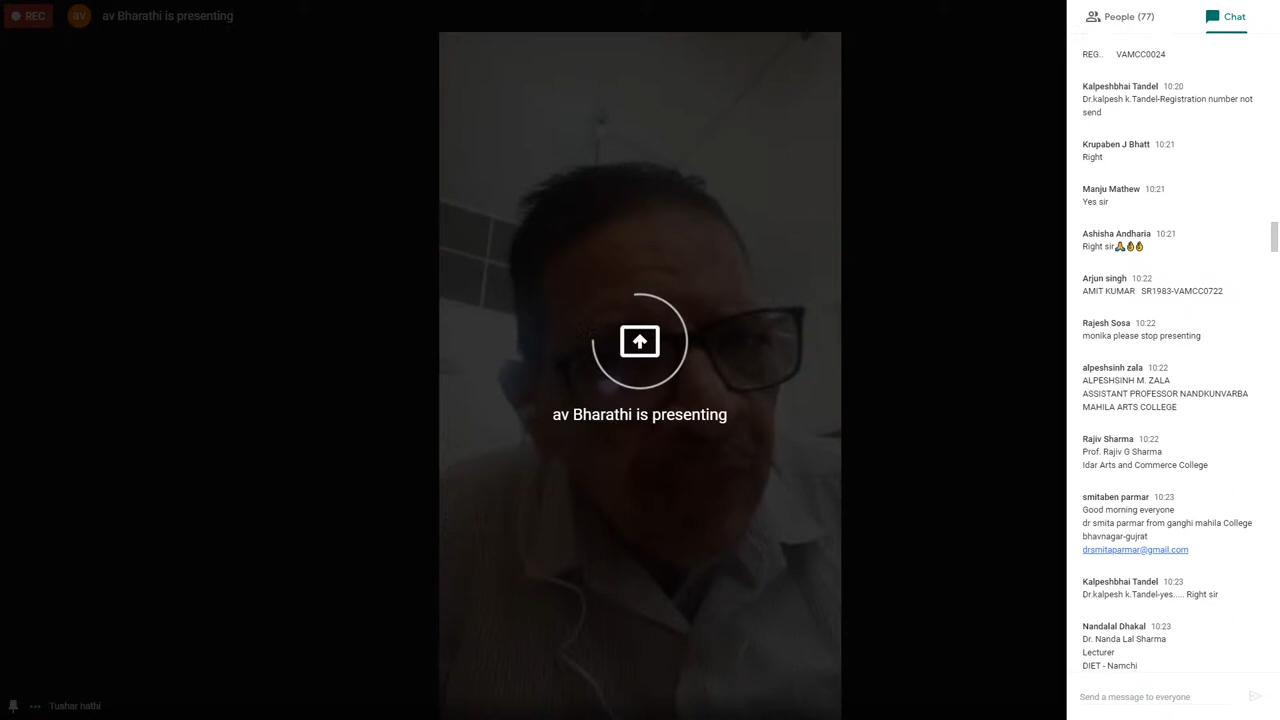 REC
av
av Bharathi is presenting
People (77)
Chat
REG.. VAMCC0024
Kalpeshbhai Tandel 10:20
Dr.kalpesh k.Tandel-Registration number not
send
Krupaben J Bhatt 10:21
Right
Manju Mathew 10:21
Yes sir
Ashisha Andharia 10:21
Right sir🙏👌👌
Arjun singh 10:22
AMIT KUMAR SR1983-VAMCC0722
Rajesh Sosa 10:22
monika please stop presenting
alpeshsinh zala 10:22
ALPESHSINH M. ZALA
ASSISTANT PROFESSOR NANDKUNVARBA
MAHILA ARTS COLLEGE
Rajiv Sharma 10:22
Prof. Rajiv G Sharma
Idar Arts and Commerce College
smitaben parmar 10:23
Good morning everyone
dr smita parmar from ganghi mahila College
bhavnagar-gujrat
drsmitaparmar@gmail.com
Kalpeshbhai Tandel 10:23
Dr.kalpesh k.Tandel-yes..... Right sir
Nandalal Dhakal 10:23
Dr. Nanda Lal Sharma
Lecturer
DIET - Namchi
Send a message to everyone
av Bharathi is presenting
Tushar hathi